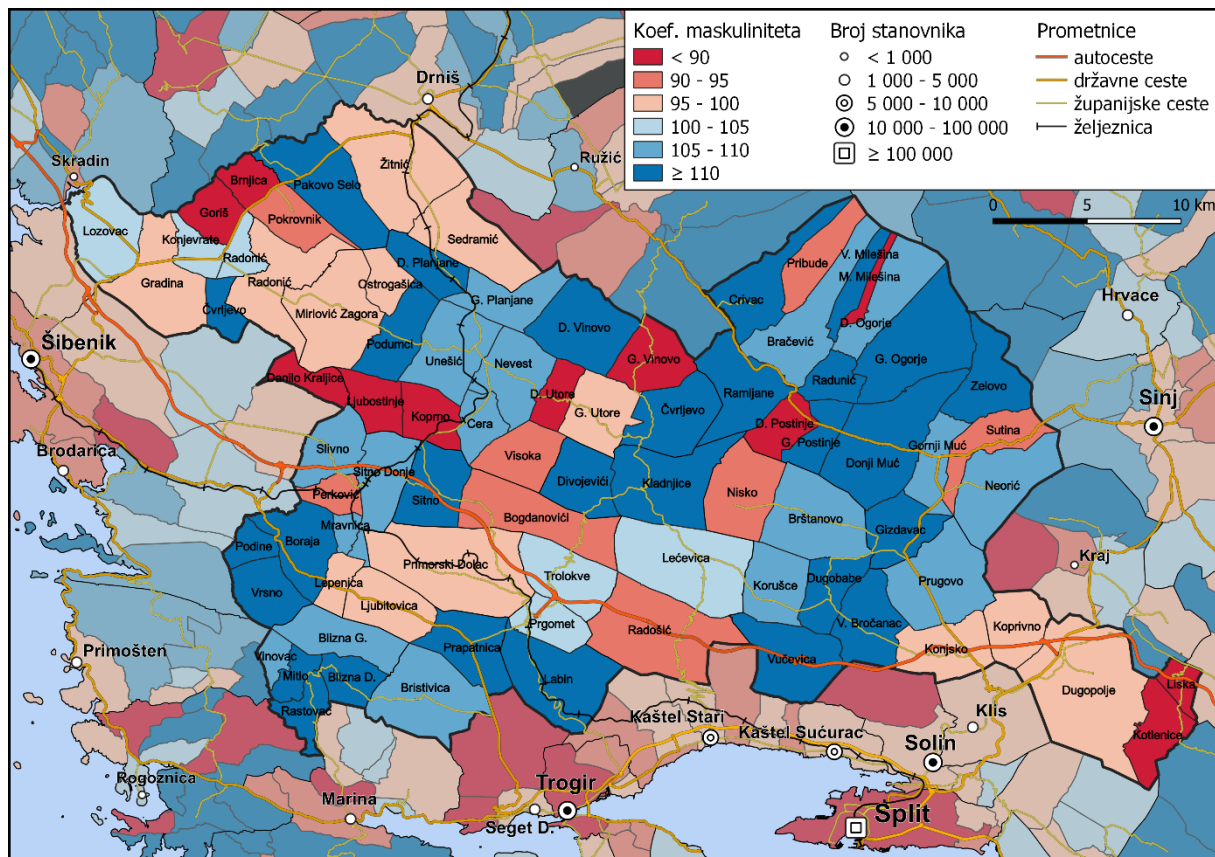 Koef. maskuliniteta
< 90
90 - 95
95 - 100
100 - 105
105 - 110
≥ 110
Broj stanovnika
< 1 000
1 000 - 5 000
5 000 - 10 000
10 000 - 100 000
≥ 100 000
Prometnice
autoceste
državne ceste
županijske ceste
željeznica
0 5 10 km
Drniš
Skradin
Ružić
Žitnić
Brnjica
Pakovo Selo
Goriš
Pokrovnik
Lozovac
Konjevrate
Radonić
Sedramić
Pribude
V. Milešina
M. Milešina
D. Planjane
Gradina
Radonić
Ostrogašica
G. Planjane
Crivac
Hrvace
Čvrljevo
Mirlović Zagora
D. Vinovo
D. Ogorje
Šibenik
Podumci
Unešić
Nevest
G. Vinovo
Bračević
G. Ogorje
Danilo Kraljice
Radunić
Zelovo
Ljubostinje
Koprno
D. Utore
G. Utore
Čvrljevo
Ramljane
Sinj
Cera
D. Postinje
G. Postinje
Sutina
Gornji Muć
Brodarica
Slivno
Visoka
Donji Muć
Sitno Donje
Divojevići
Kladnjice
Nisko
Neorić
Perković
Sitno
Mravnica
Bogdanovići
Brštanovo
Gizdavac
Podine
Boraja
Kraj
Primorski Dolac
Trolokve
Lećevica
Korušce
Dugobabe
Prugovo
Vrsno
Lepenica
Ljubitovica
Prgomet
Radošić
V. Bročanac
Koprivno
Primošten
Blizna G.
Prapatnica
Vučevica
Konjsko
Vinovac
Mitlo
Blizna D.
Labin
Dugopolje
Liska
Bristivica
Rastovac
Kotlenice
Kaštel Stari
Kaštel Sućurac
Klis
Solin
Rogoznica
Marina
Trogir
Seget D.
Split